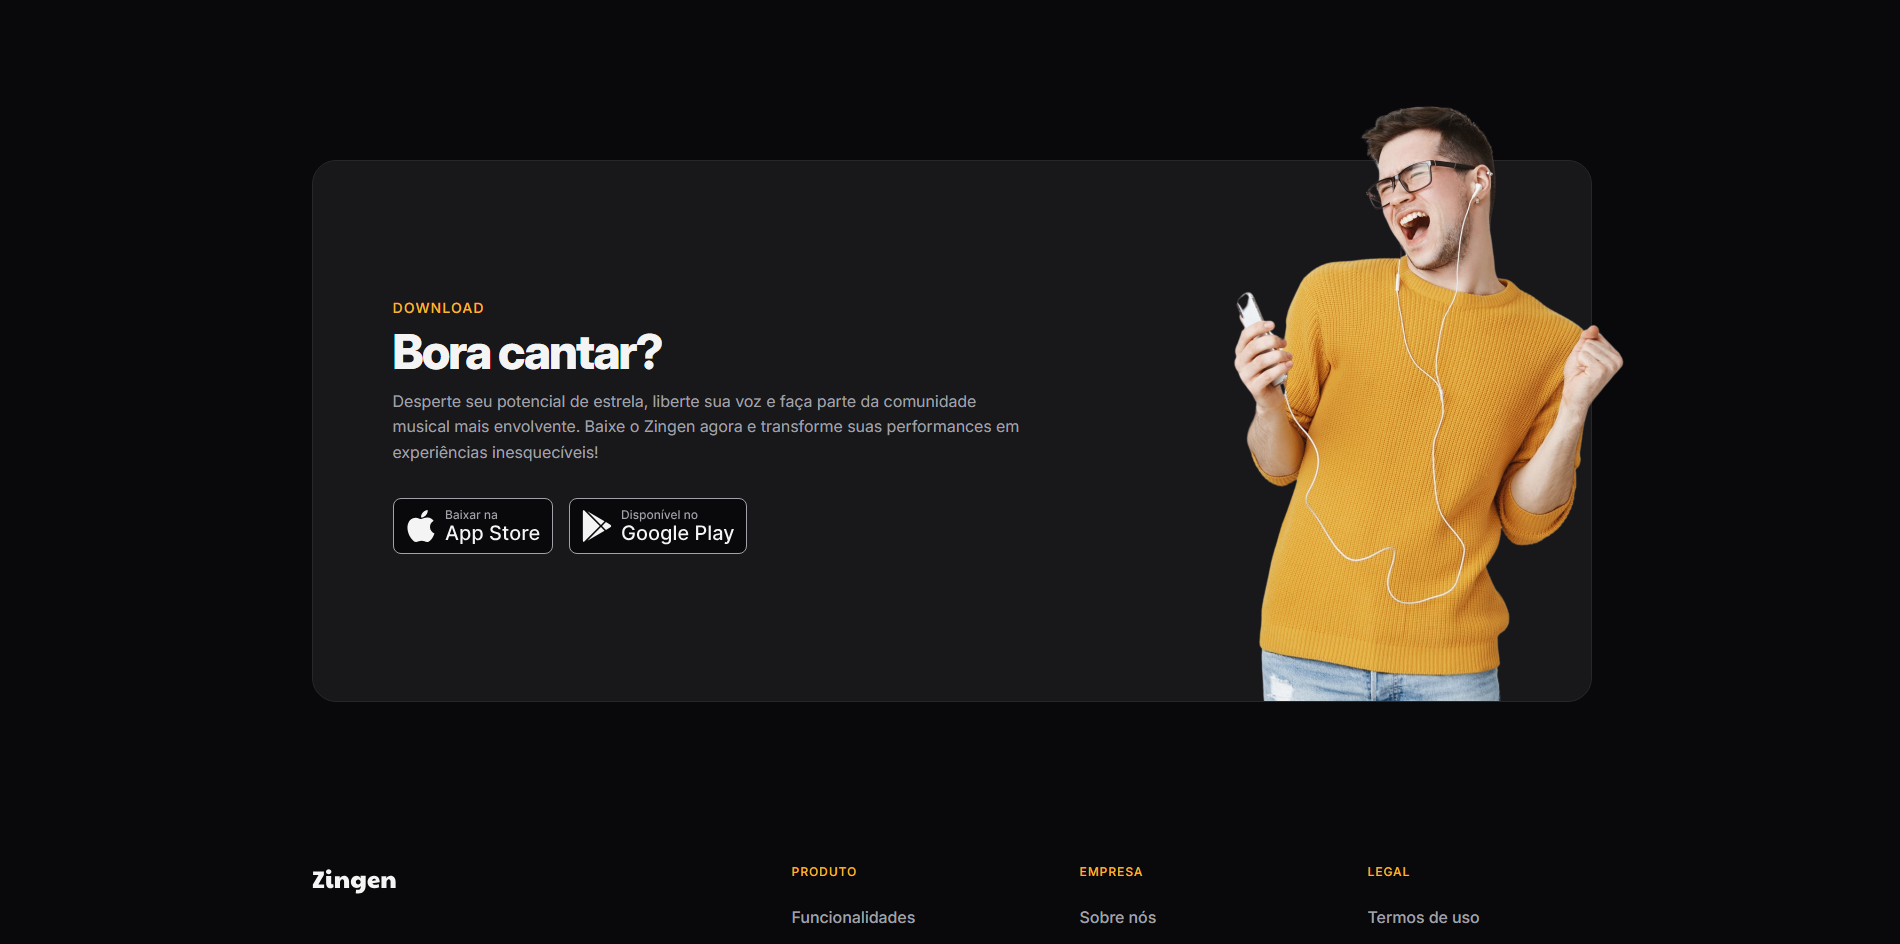 DOWNLOAD
Bora cantar?
Desperte seu potencial de estrela, liberte sua voz e faça parte da comunidade
musical mais envolvente. Baixe o Zingen agora e transforme suas performances em
experiências inesquecíveis!
Baixar na
App Store
Disponível no
Google Play
Zingen
PRODUTO
Funcionalidades
EMPRESA
Sobre nós
LEGAL
Termos de uso